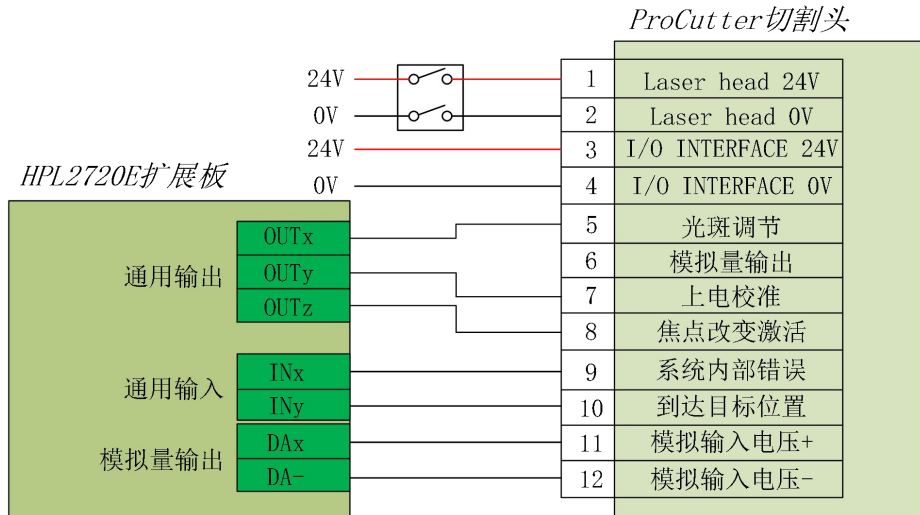 ProCutter切割头
24V 1 Laser head 24V
0V 2 Laser head 0V
24V 3 I/O INTERFACE 24V
HPL2720E扩展板
0V 4 I/O INTERFACE 0V
5 光斑调节
OUTx
6 模拟量输出
通用输出 OUTy
7 上电校准
OUTz
8 焦点改变激活
INx 9 系统内部错误
通用输入
INy 10 到达目标位置
DAx 11 模拟输入电压+
模拟量输出
DA- 12 模拟输入电压-